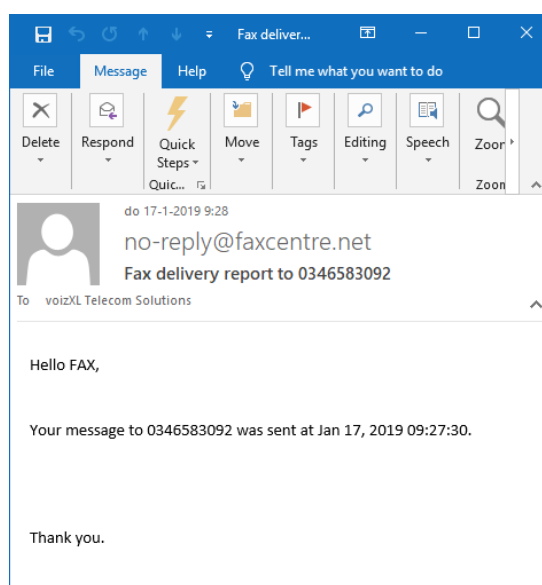 Fax deliver...
File Message Help Tell me what you want to do
Delete Respond Quick Steps Move Tags Editing Speech Zoor
Quic... Zoon
do 17-1-2019 9:28
no-reply@faxcentre.net
Fax delivery report to 0346583092
To voizXL Telecom Solutions
Hello FAX,
Your message to 0346583092 was sent at Jan 17, 2019 09:27:30.
Thank you.